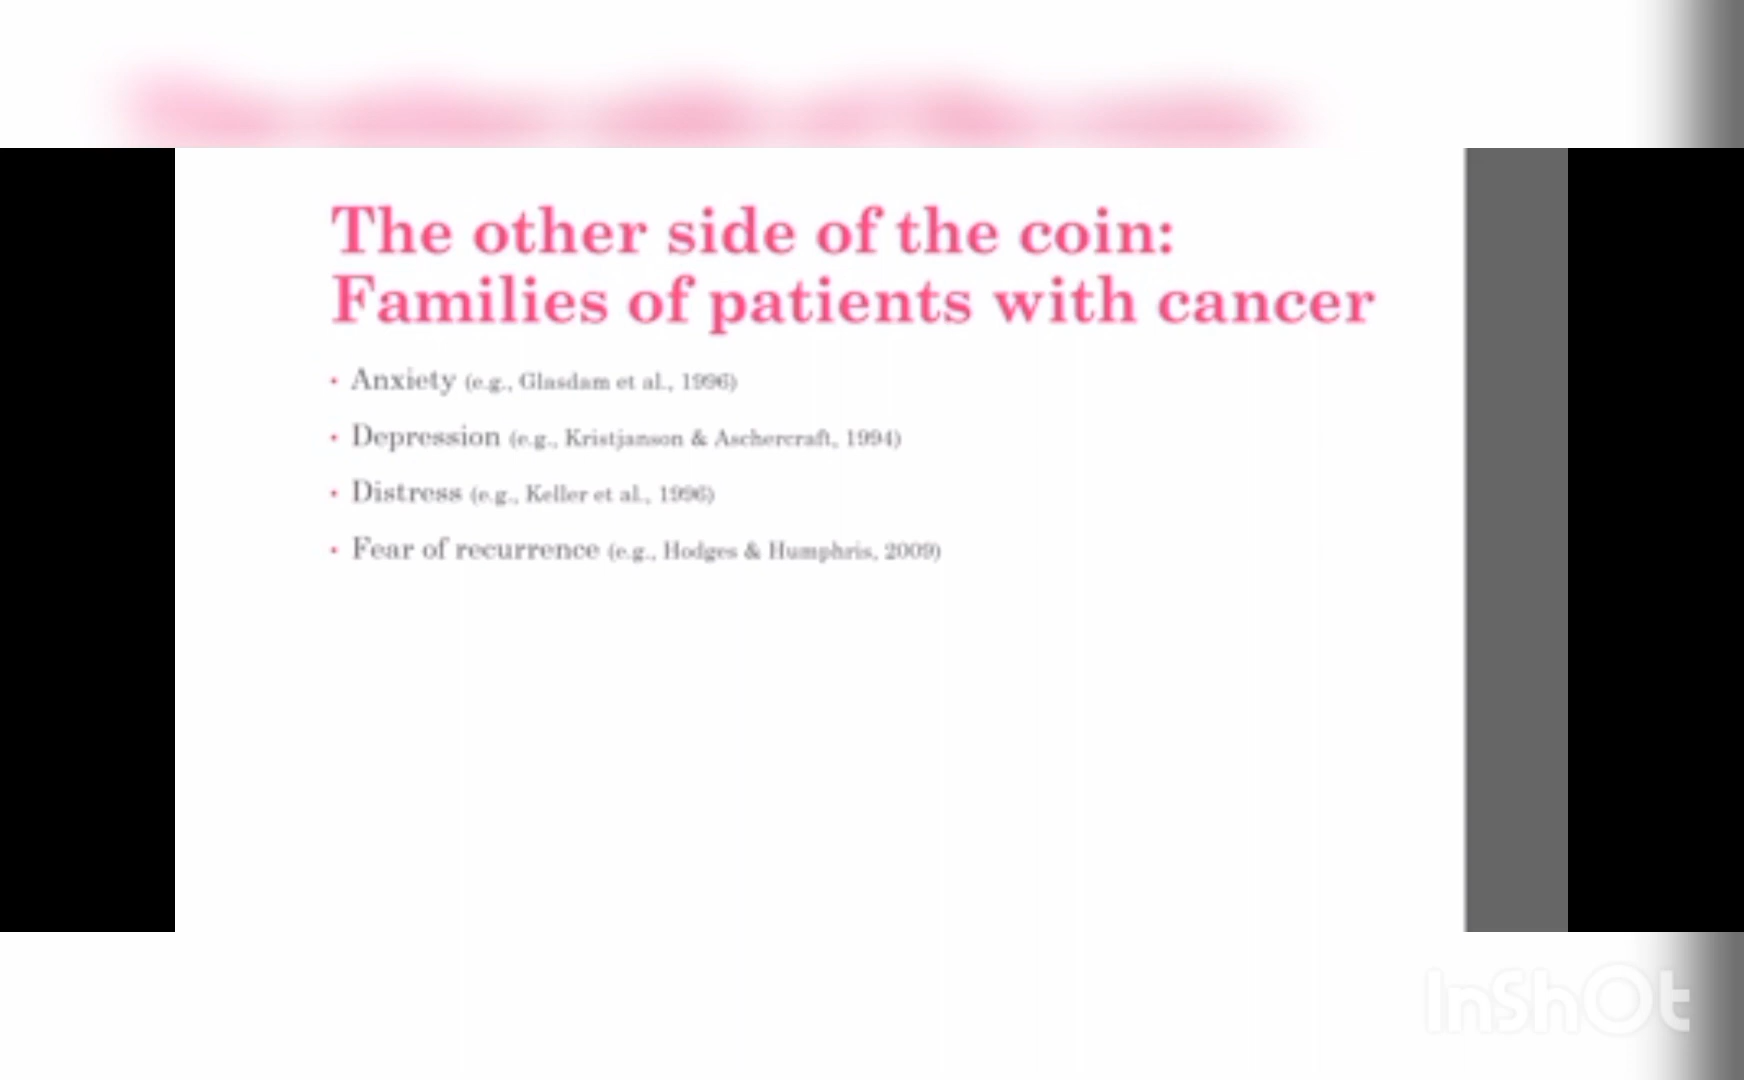 The other side of the coin:
Families of patients with cancer
• Anxiety (e.g., Glasdam et al., 1996)
• Depression (e.g., Kristjanson & Aschercraft, 1994)
• Distress (e.g., Keller et al., 1996)
• Fear of recurrence (e.g., Hodges & Humphris, 2009)
InShOt